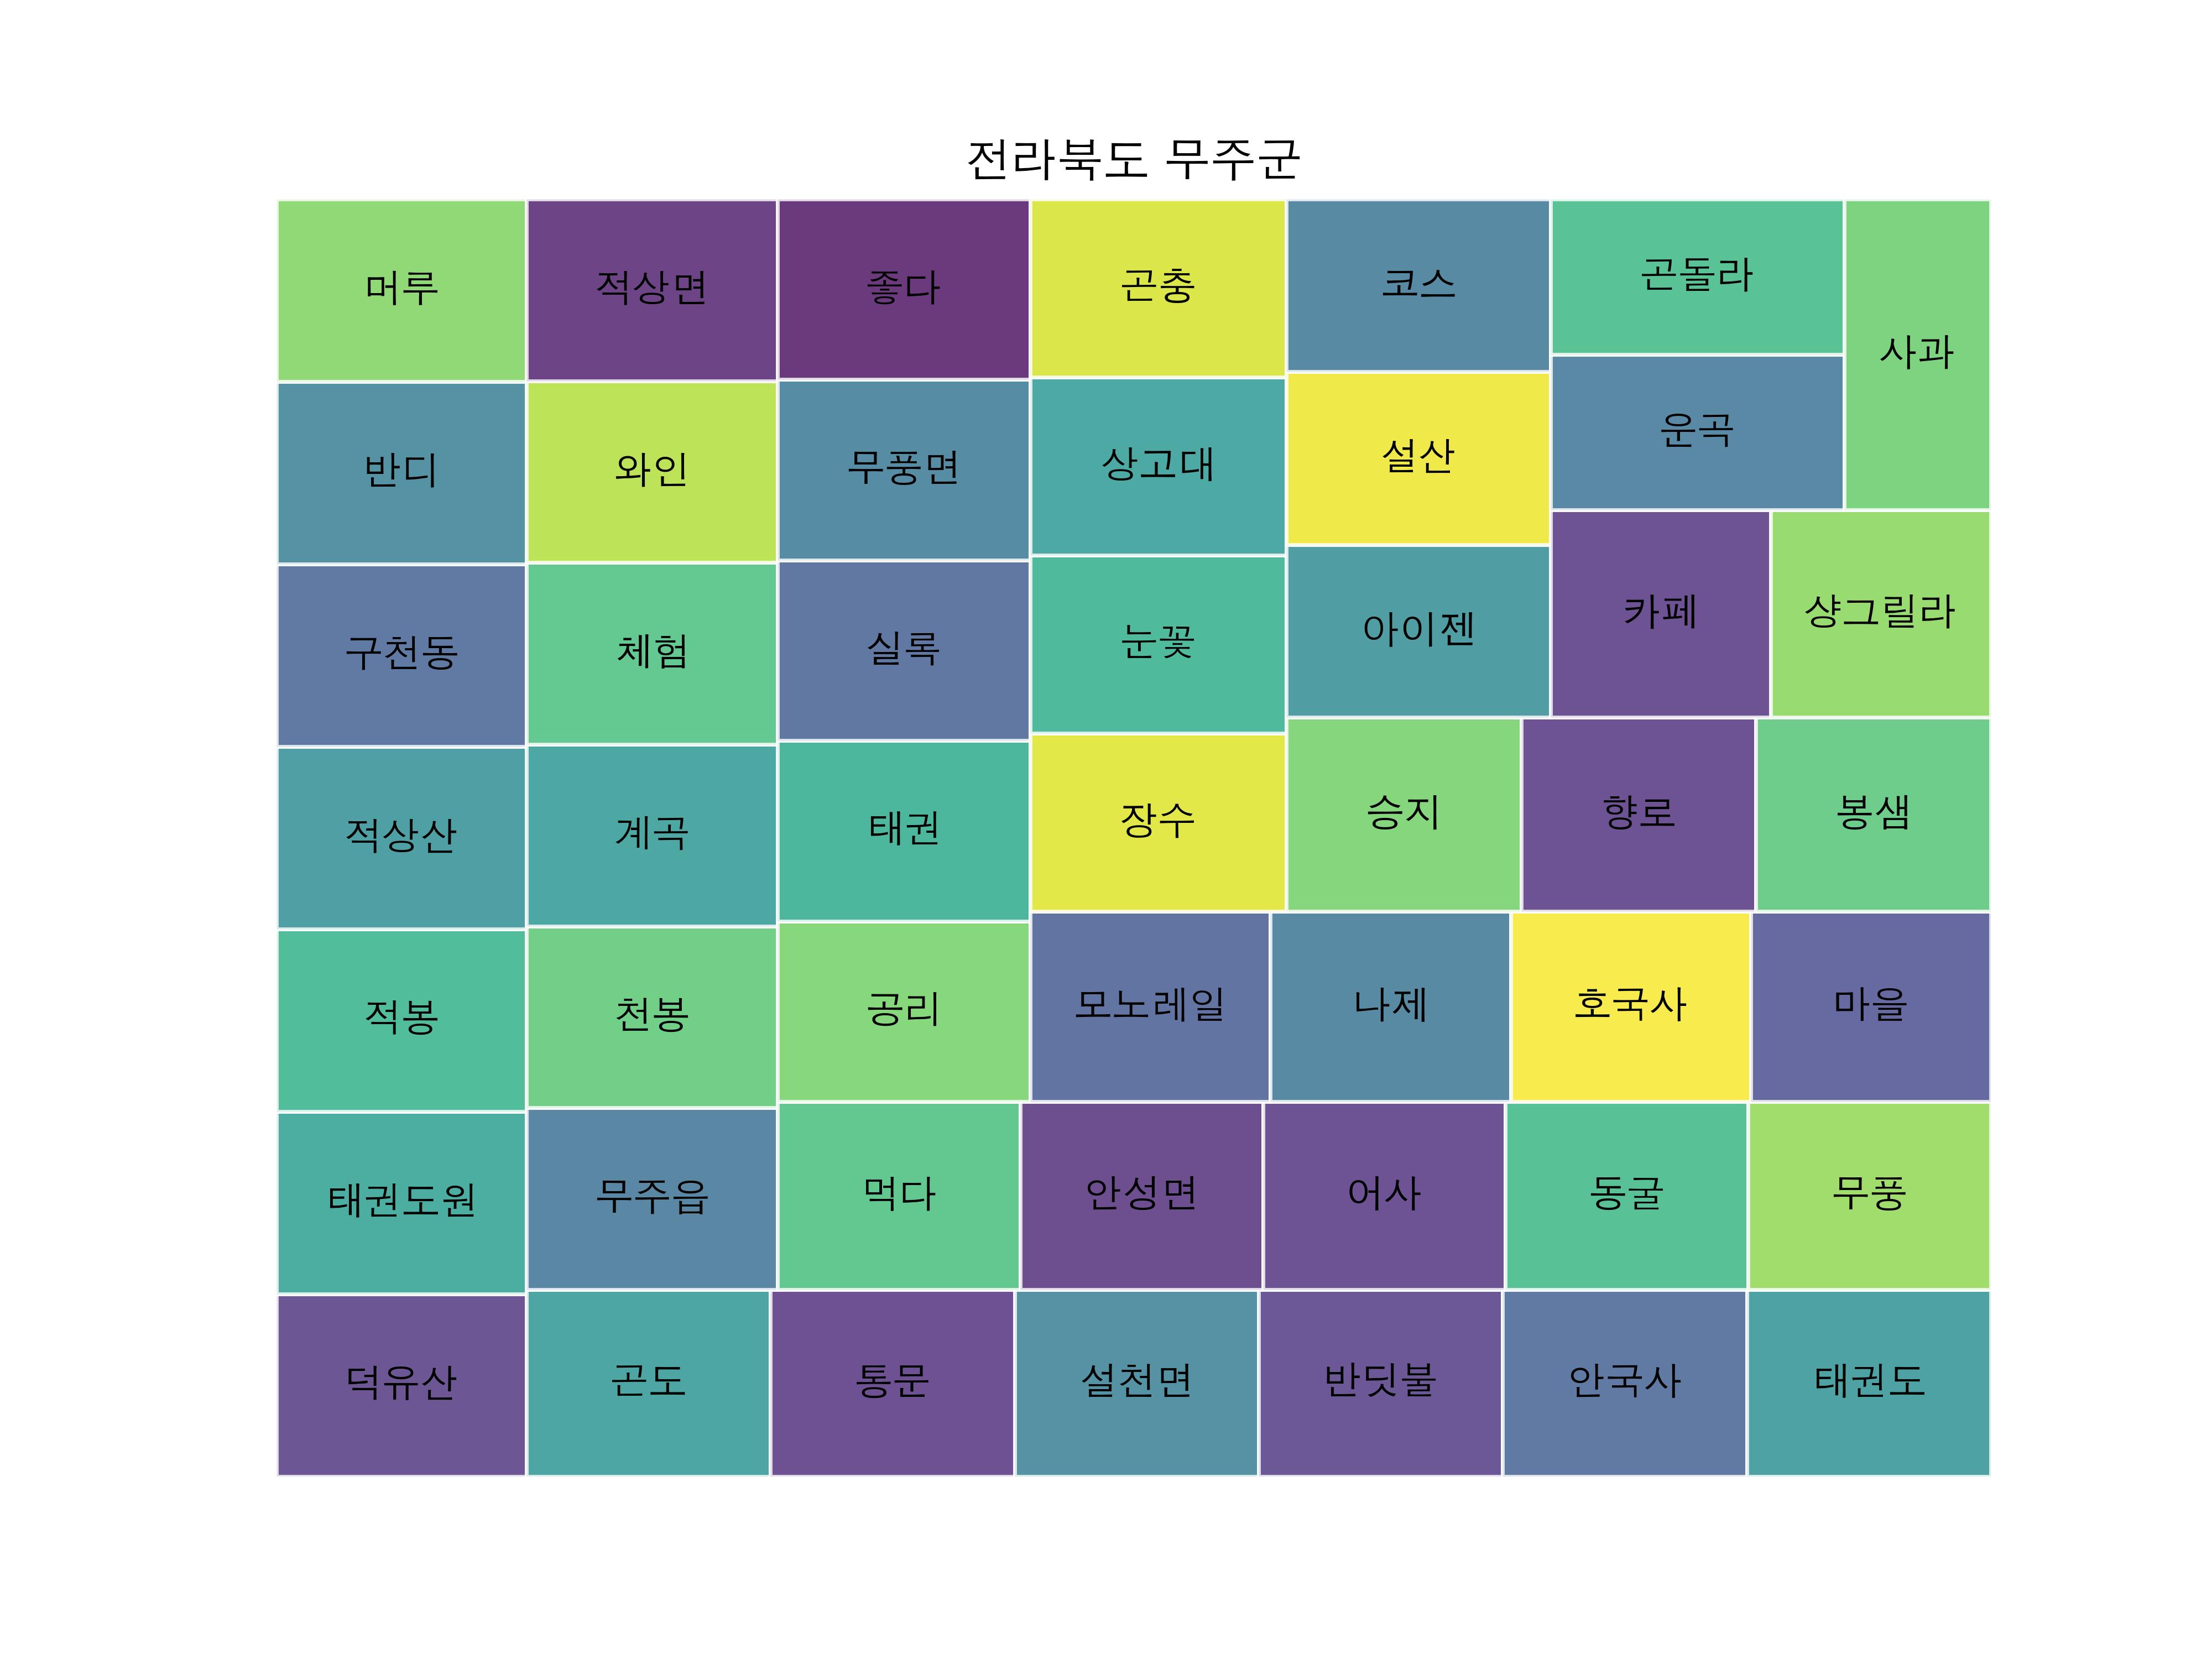 전라북도 무주군
머루
적상면
좋다
곤충
코스
곤돌라
사과
반디
와인
무풍면
상고대
설산
운곡
구천동
체험
실록
눈꽃
아이젠
카페
샹그릴라
적상산
계곡
태권
장수
승지
향로
봉샘
적봉
천봉
공리
모노레일
나제
호국사
마을
태권도원
무주읍
먹다
안성면
어사
동굴
무풍
덕유산
곤도
통문
설천면
반딧불
안국사
태권도